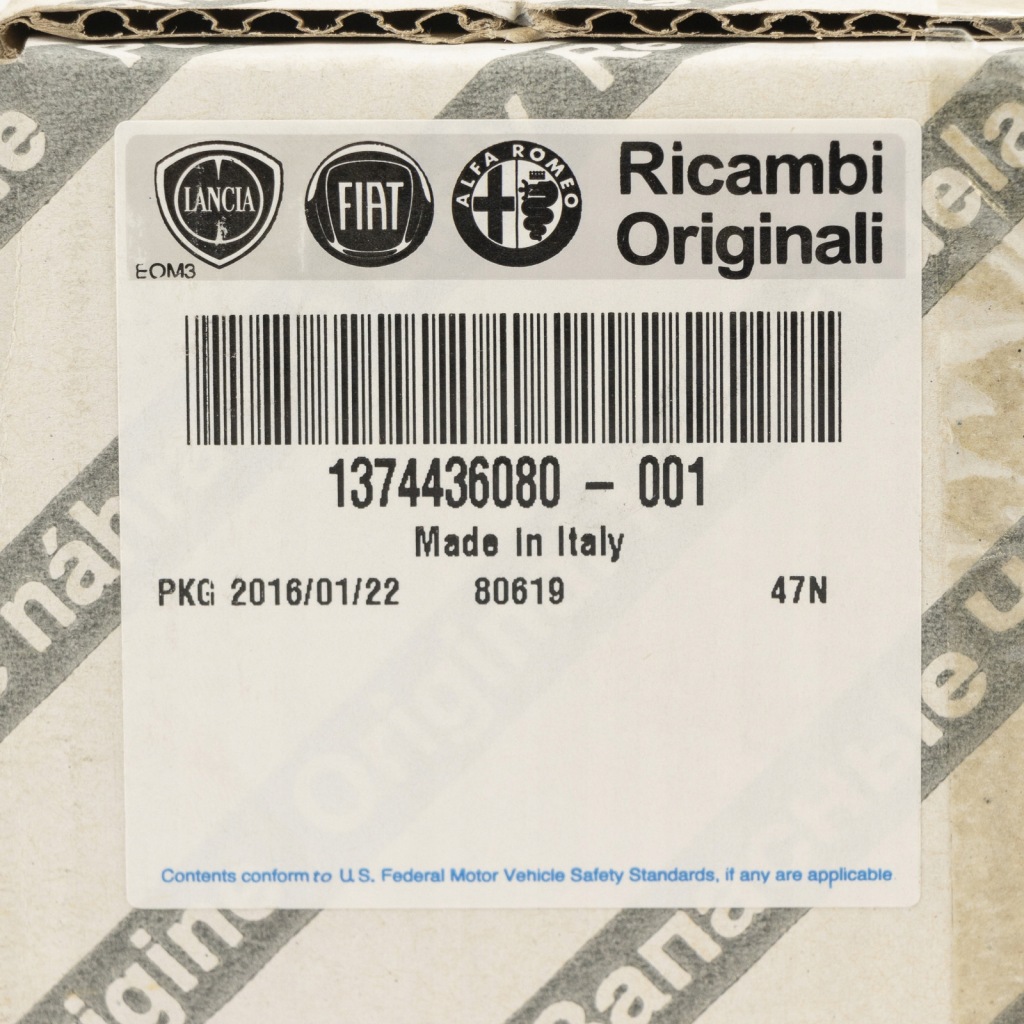 LANCIA
FIAT
ALFA ROMEO
Ricambi
Originali
EOM3
1374436080 – 001
Made In Italy
PKG 2016/01/22 80619 47N
Contents conform to U.S. Federal Motor Vehicle Safety Standards, if any are applicable